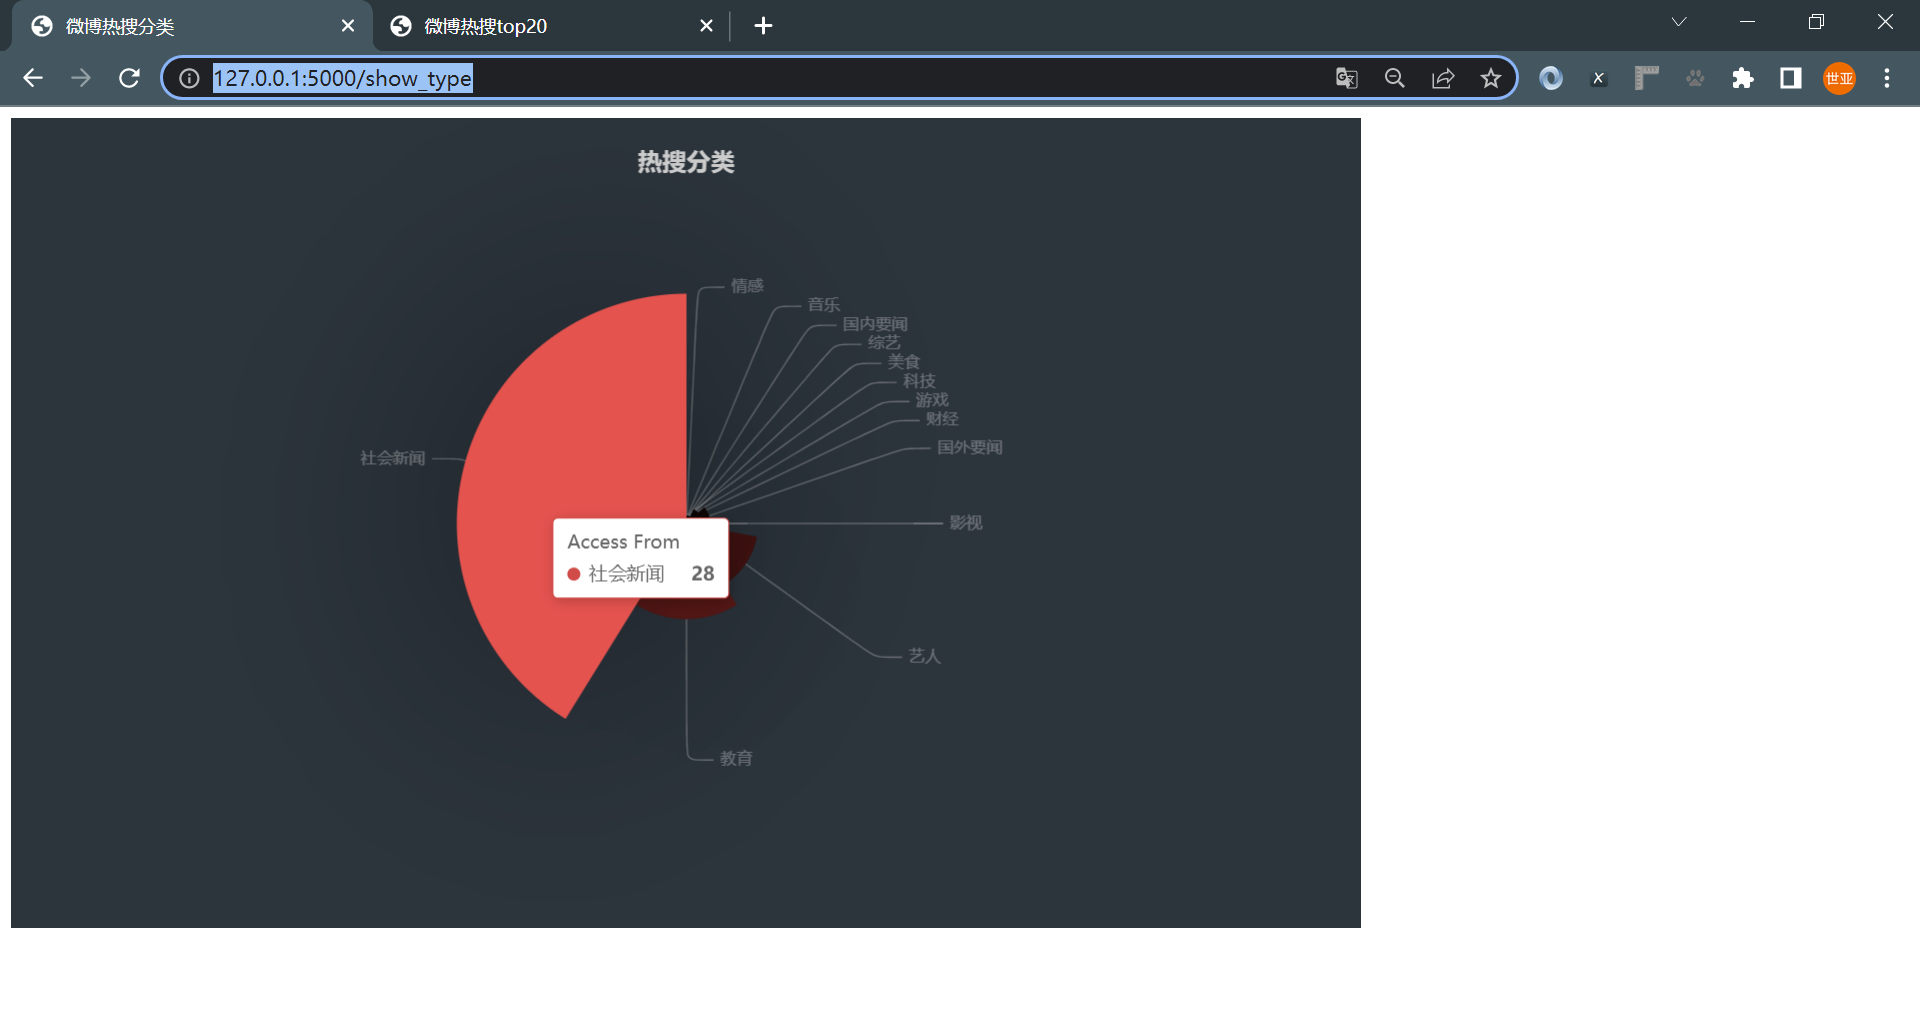 微博热搜分类
微博热搜top20
127.0.0.1:5000/show_type
世亚
热搜分类
情感
音乐
国内要闻
综艺
美食
科技
游戏
财经
国外要闻
社会新闻
影视
Access From
社会新闻 28
艺人
教育